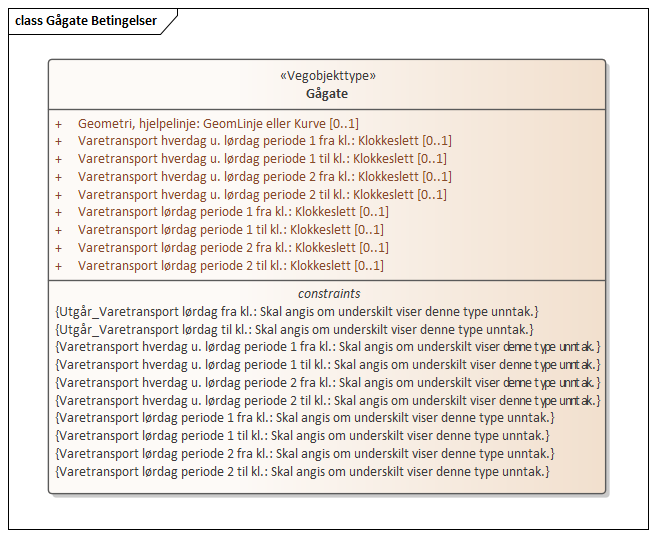 class Gågate Betingelser
«Vegobjekttype»
Gågate
+ Geometri, hjelpelinje: GeomLinje eller Kurve [0..1]
+ Varetransport hverdag u. lørdag periode 1 fra kl.: Klokkeslett [0..1]
+ Varetransport hverdag u. lørdag periode 1 til kl.: Klokkeslett [0..1]
+ Varetransport hverdag u. lørdag periode 2 fra kl.: Klokkeslett [0..1]
+ Varetransport hverdag u. lørdag periode 2 til kl.: Klokkeslett [0..1]
+ Varetransport lørdag periode 1 fra kl.: Klokkeslett [0..1]
+ Varetransport lørdag periode 1 til kl.: Klokkeslett [0..1]
+ Varetransport lørdag periode 2 fra kl.: Klokkeslett [0..1]
+ Varetransport lørdag periode 2 til kl.: Klokkeslett [0..1]
constraints
{Utgår_Varetransport lørdag fra kl.: Skal angis om underskilt viser denne type unntak.}
{Utgår_Varetransport lørdag til kl.: Skal angis om underskilt viser denne type unntak.}
{Varetransport hverdag u. lørdag periode 1 fra kl.: Skal angis om underskilt viser denne type unntak.}
{Varetransport hverdag u. lørdag periode 1 til kl.: Skal angis om underskilt viser denne type unntak.}
{Varetransport hverdag u. lørdag periode 2 fra kl.: Skal angis om underskilt viser denne type unntak.}
{Varetransport hverdag u. lørdag periode 2 til kl.: Skal angis om underskilt viser denne type unntak.}
{Varetransport lørdag periode 1 fra kl.: Skal angis om underskilt viser denne type unntak.}
{Varetransport lørdag periode 1 til kl.: Skal angis om underskilt viser denne type unntak.}
{Varetransport lørdag periode 2 fra kl.: Skal angis om underskilt viser denne type unntak.}
{Varetransport lørdag periode 2 til kl.: Skal angis om underskilt viser denne type unntak.}